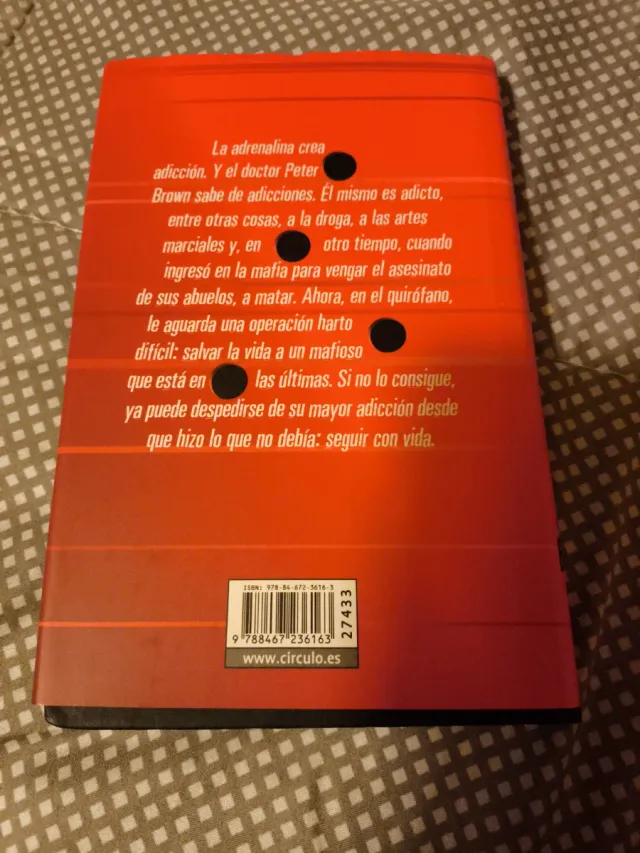 La adrenalina crea
adicción. Y el doctor Peter
Brown sabe de adicciones. Él mismo es adicto,
entre otras cosas, a la droga, a las artes
marciales y, en otro tiempo, cuando
ingresó en la mafia para vengar el asesinato
de sus abuelos, a matar. Ahora, en el quirófano,
le aguarda una operación harto
difícil: salvar la vida a un mafioso
que está en las últimas. Si no lo consigue,
ya puede despedirse de su mayor adicción desde
que hizo lo que no debía: seguir con vida.
ISBN: 978-84-672-3616-3
9 788467 236163
27433
www.circulo.es